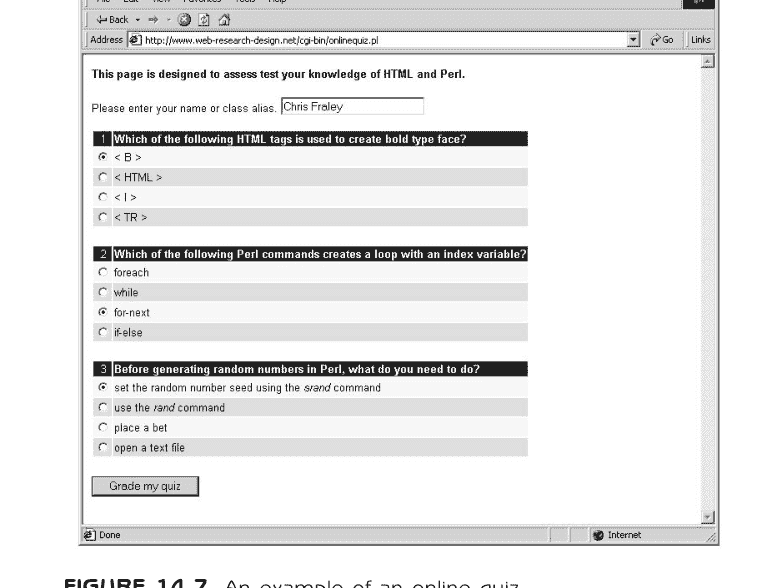 File Edit View Favorites Tools Help
Back
Address http://www.web-research-design.net/cgi-bin/onlinequiz.pl Go Links
This page is designed to assess test your knowledge of HTML and Perl.
Please enter your name or class alias. Chris Fraley
1 Which of the following HTML tags is used to create bold type face?
< B >
< HTML >
< I >
< TR >
2 Which of the following Perl commands creates a loop with an index variable?
foreach
while
for-next
if-else
3 Before generating random numbers in Perl, what do you need to do?
set the random number seed using the srand command
use the rand command
place a bet
open a text file
Grade my quiz
Done Internet
FIGURE 14.7 An example of an online quiz.